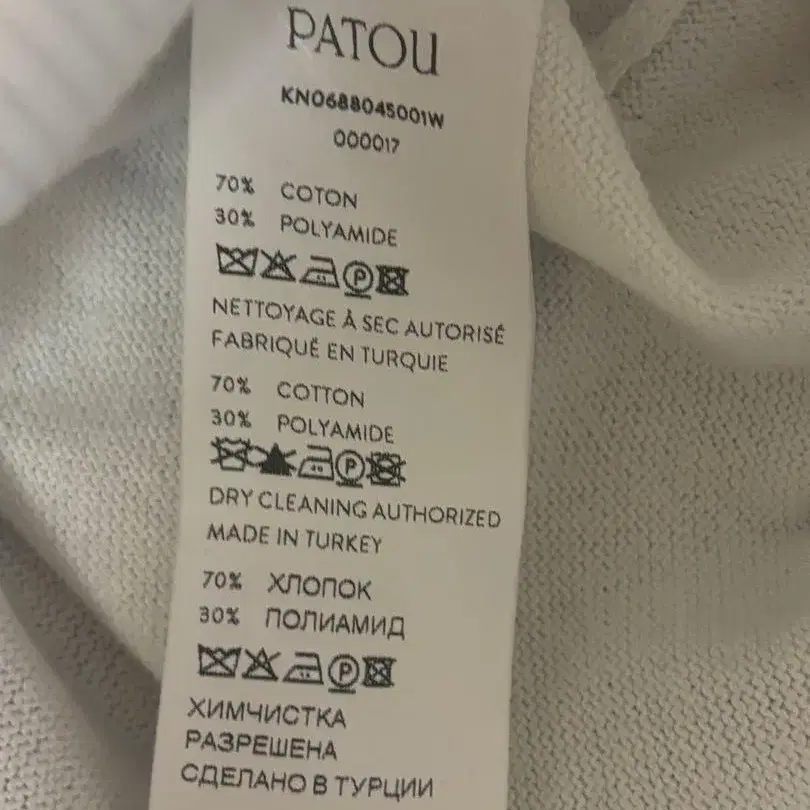 PATOU
KN0688045001W
000017
70% COTON
30% POLYAMIDE
NETTOYAGE À SEC AUTORISÉ
FABRIQUÉ EN TURQUIE
70% COTTON
30% POLYAMIDE
DRY CLEANING AUTHORIZED
MADE IN TURKEY
70% ХЛОПОК
30% ПОЛИАМИД
ХИМЧИСТКА
РАЗРЕШЕНА
СДЕЛАНО В ТУРЦИИ